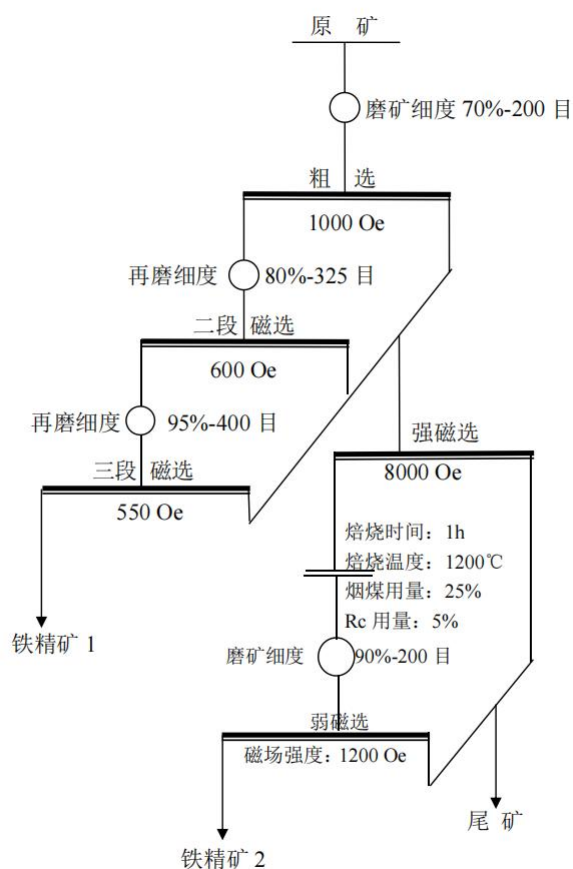 原 矿
磨矿细度 70%-200 目
粗 选
1000 Oe
再磨细度 80%-325 目
二段 磁选
600 Oe
再磨细度 95%-400 目
强磁选
8000 Oe
三段 磁选
550 Oe
焙烧时间：1h
焙烧温度：1200℃
烟煤用量：25%
Rc 用量：5%
铁精矿 1
磨矿细度 90%-200 目
弱磁选
磁场强度：1200 Oe
尾 矿
铁精矿 2